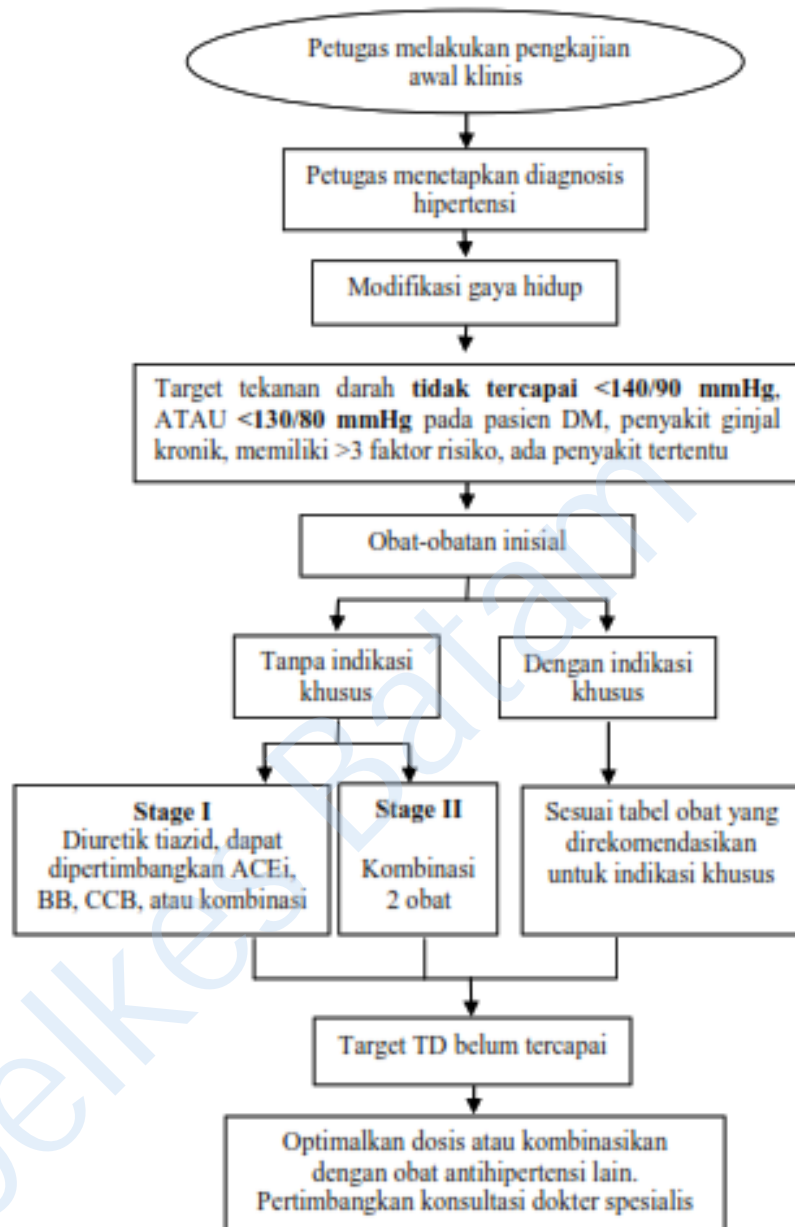 Petugas melakukan pengkajian
awal klinis
Petugas menetapkan diagnosis
hipertensi
Modifikasi gaya hidup
Target tekanan darah tidak tercapai <140/90 mmHg,
ATAU <130/80 mmHg pada pasien DM, penyakit ginjal
kronik, memiliki >3 faktor risiko, ada penyakit tertentu
Obat-obatan inisial
Tanpa indikasi
khusus
Dengan indikasi
khusus
Stage I
Diuretik tiazid, dapat
dipertimbangkan ACEi,
BB, CCB, atau kombinasi
Stage II
Kombinasi
2 obat
Sesuai tabel obat yang
direkomendasikan
untuk indikasi khusus
Target TD belum tercapai
Optimalkan dosis atau kombinasikan
dengan obat antihipertensi lain.
Pertimbangkan konsultasi dokter spesialis
elkes Batam